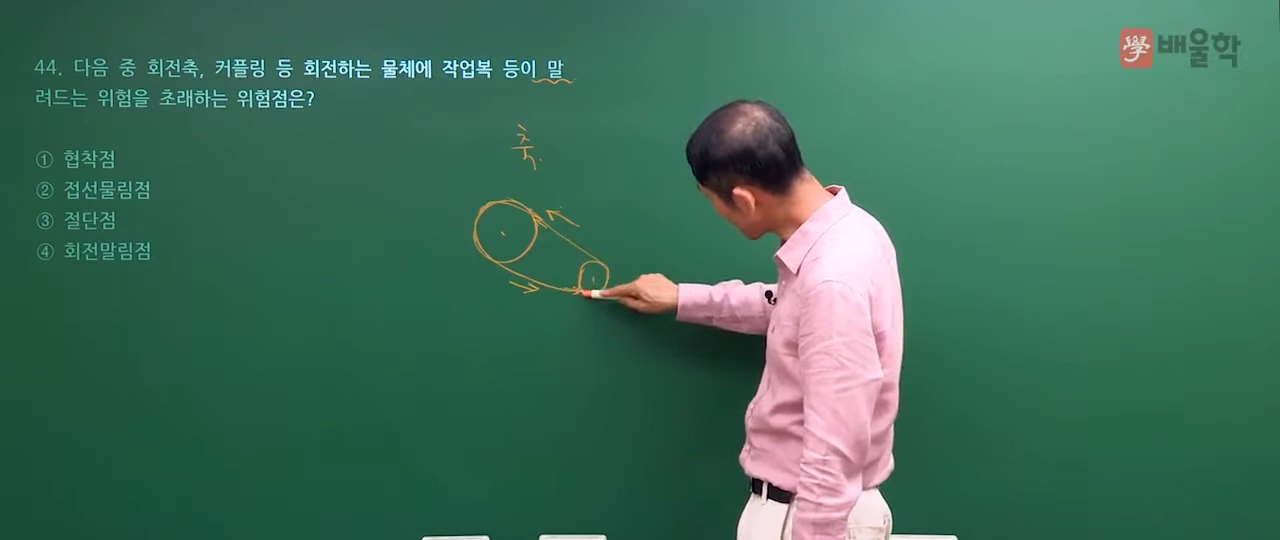 學 배울학
44. 다음 중 회전축, 커플링 등 회전하는 물체에 작업복 등이 말
려드는 위험을 초래하는 위험점은?
축
① 협착점
② 접선물림점
③ 절단점
④ 회전말림점